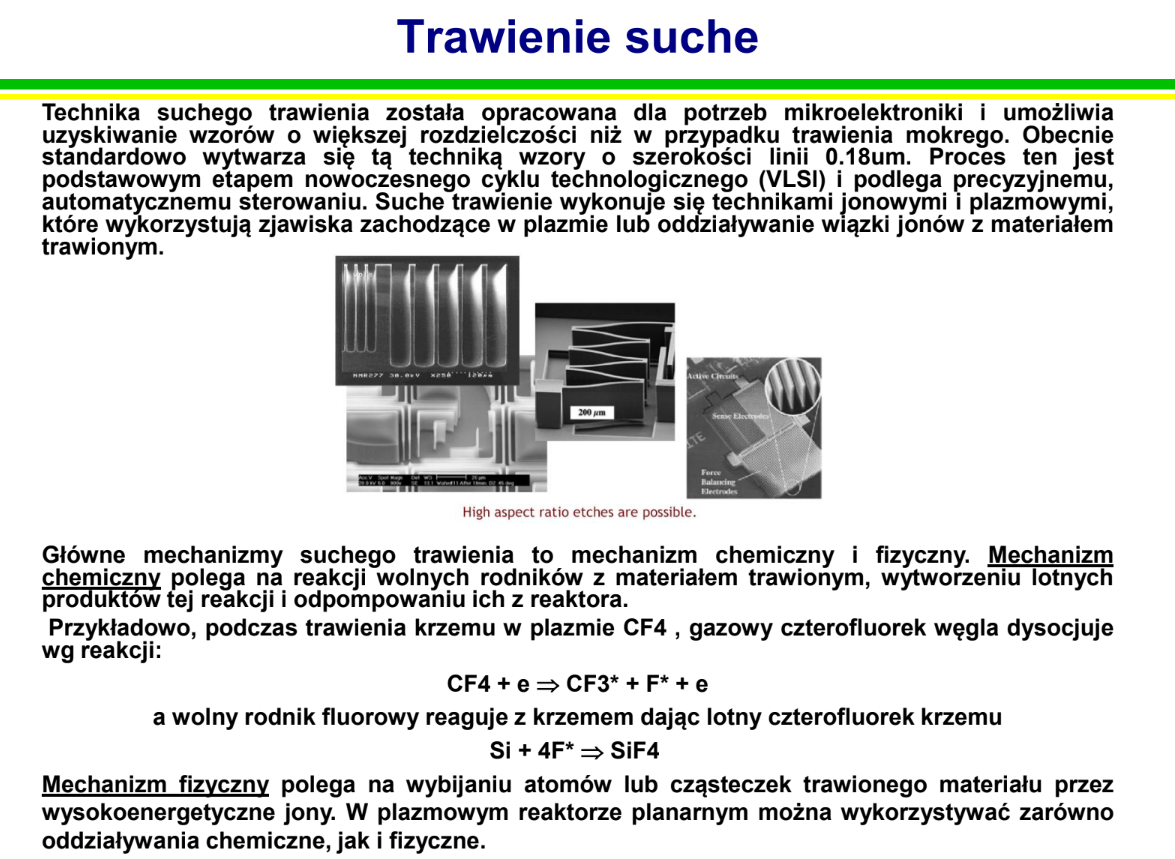 Trawienie suche
Technika suchego trawienia została opracowana dla potrzeb mikroelektroniki i umożliwia
uzyskiwanie wzorów o większej rozdzielczości niż w przypadku trawienia mokrego. Obecnie
standardowo wytwarza się tą techniką wzory o szerokości linii 0.18um. Proces ten jest
podstawowym etapem nowoczesnego cyklu technologicznego (VLSI) i podlega precyzyjnemu,
automatycznemu sterowaniu. Suche trawienie wykonuje się technikami jonowymi i plazmowymi,
które wykorzystują zjawiska zachodzące w plazmie lub oddziaływanie wiązki jonów z materiałem
trawionym.
200 μm
Active Circuits
Sense Electrodes
Force
Balancing
Electrodes
High aspect ratio etches are possible.
Główne mechanizmy suchego trawienia to mechanizm chemiczny i fizyczny. Mechanizm
chemiczny polega na reakcji wolnych rodników z materiałem trawionym, wytworzeniu lotnych
produktów tej reakcji i odpompowaniu ich z reaktora.
Przykładowo, podczas trawienia krzemu w plazmie CF4 , gazowy czterofluorek węgla dysocjuje
wg reakcji:
CF4 + e ⇒ CF3* + F* + e
a wolny rodnik fluorowy reaguje z krzemem dając lotny czterofluorek krzemu
Si + 4F* ⇒ SiF4
Mechanizm fizyczny polega na wybijaniu atomów lub cząsteczek trawionego materiału przez
wysokoenergetyczne jony. W plazmowym reaktorze planarnym można wykorzystywać zarówno
oddziaływania chemiczne, jak i fizyczne.